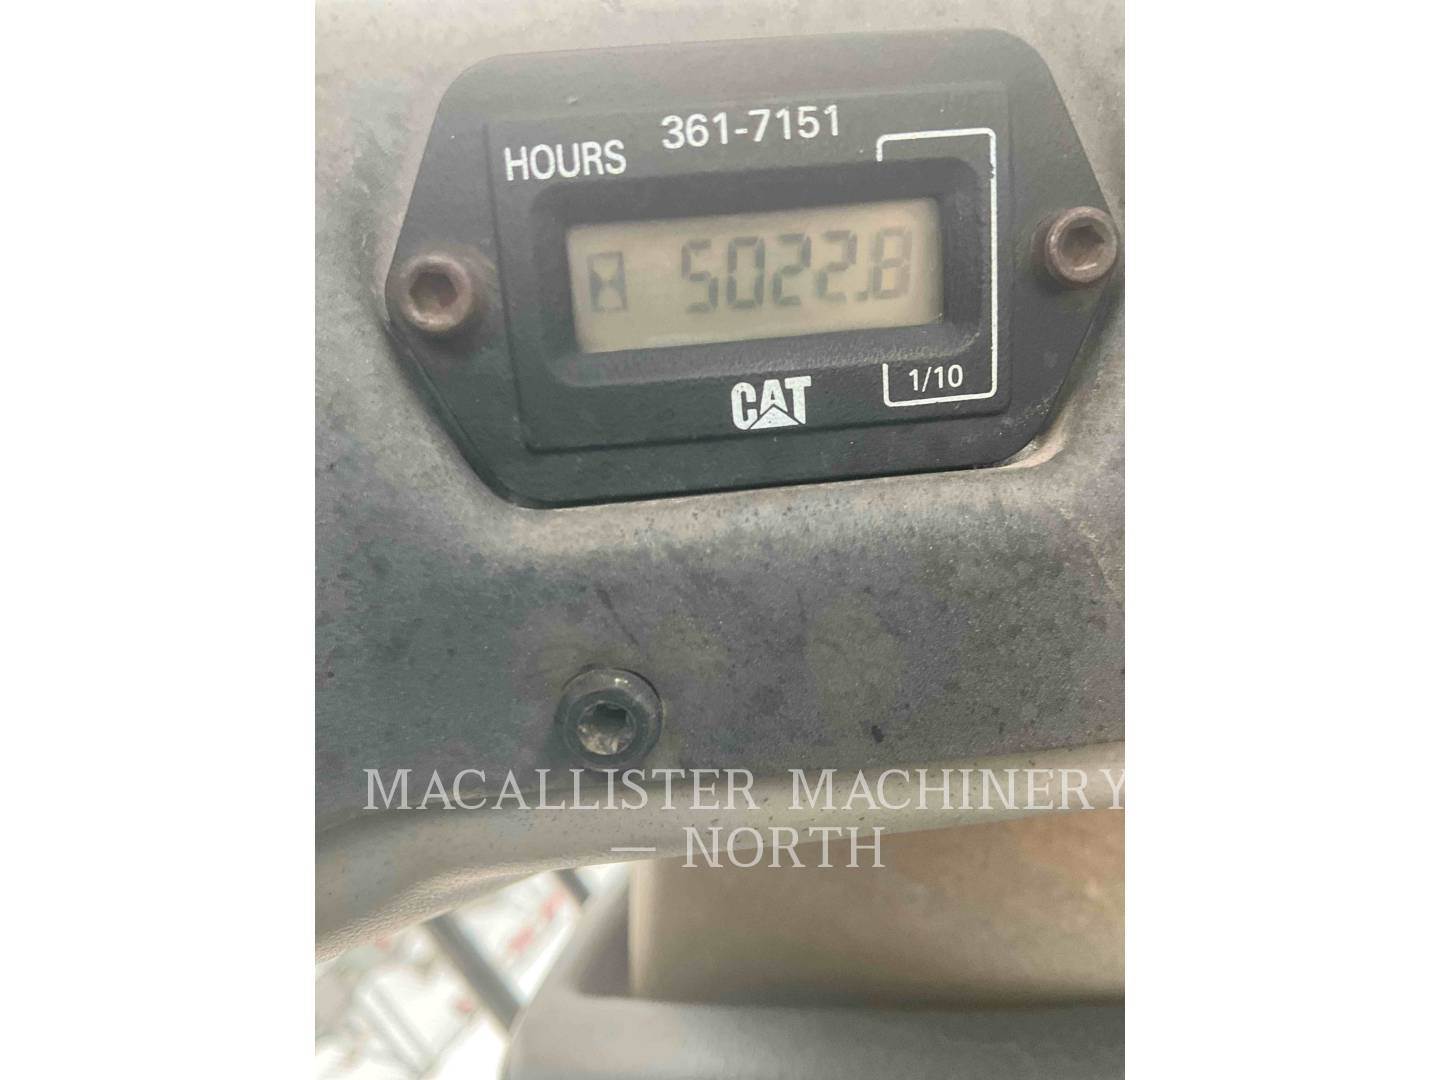 361-7151
HOURS
5022.8
CAT
1/10
MACALLISTER MACHINERY
— NORTH